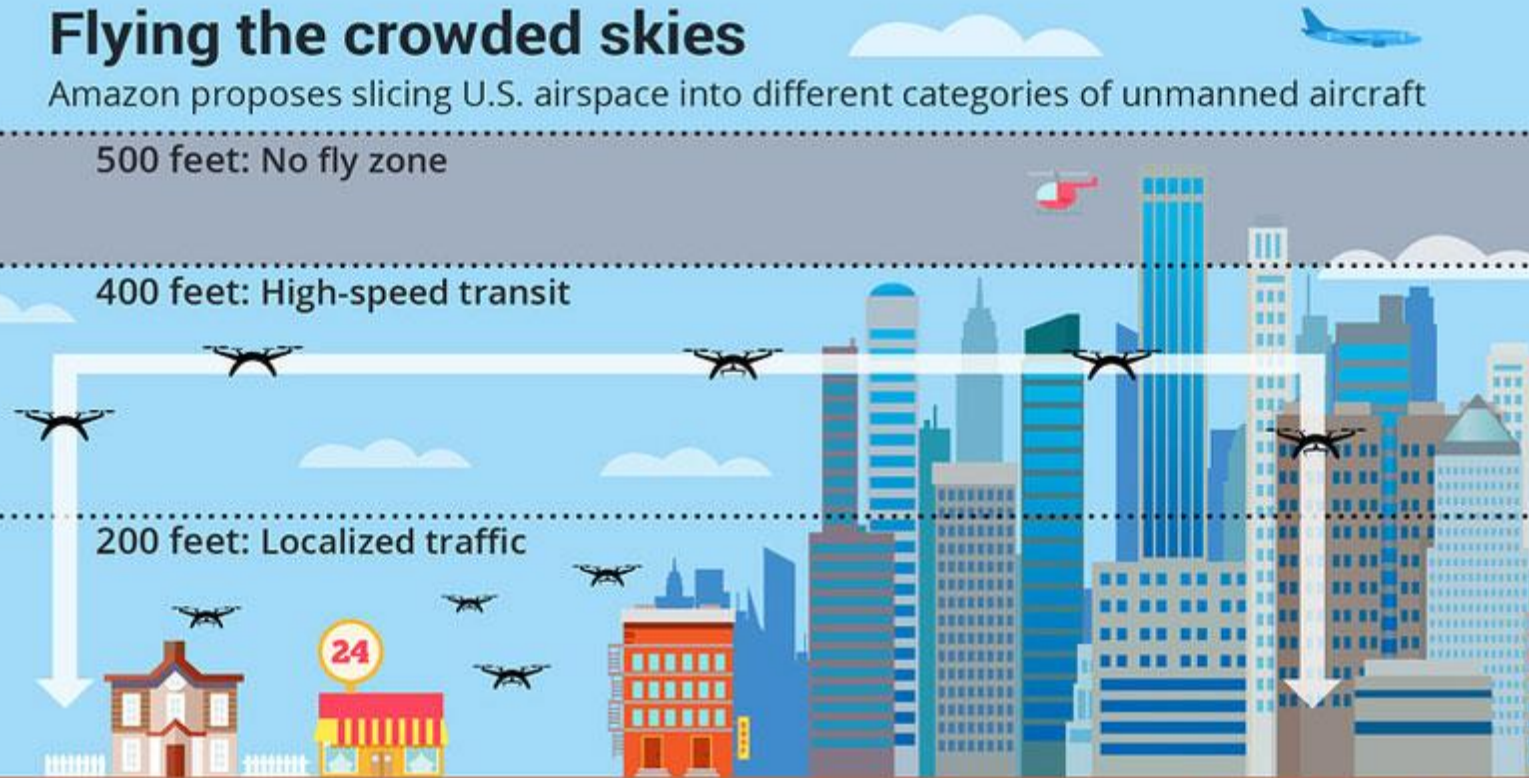 Flying the crowded skies
Amazon proposes slicing U.S. airspace into different categories of unmanned aircraft
500 feet: No fly zone
400 feet: High-speed transit
200 feet: Localized traffic
24